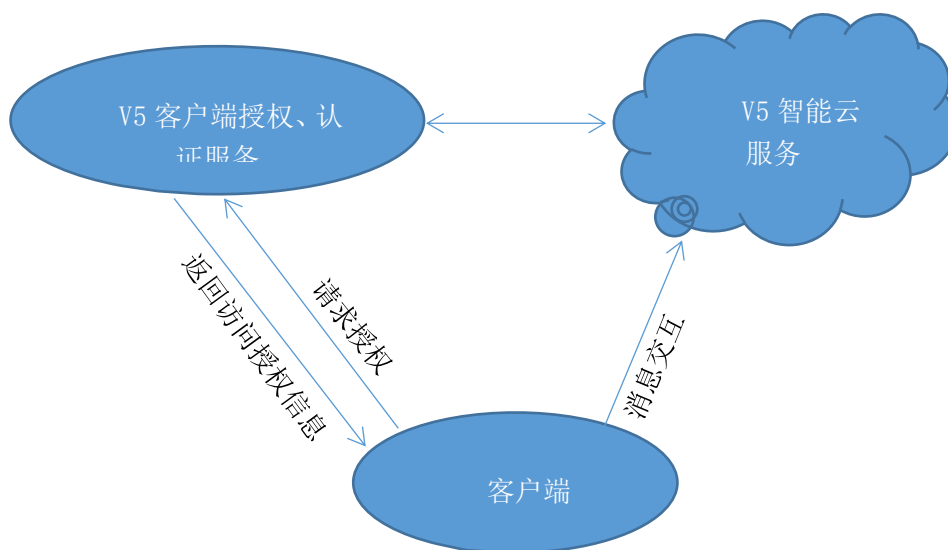 V5 客户端授权、认
证服务
V5 智能云
服务
返回访问授权信息
请求授权
消息交互
客户端